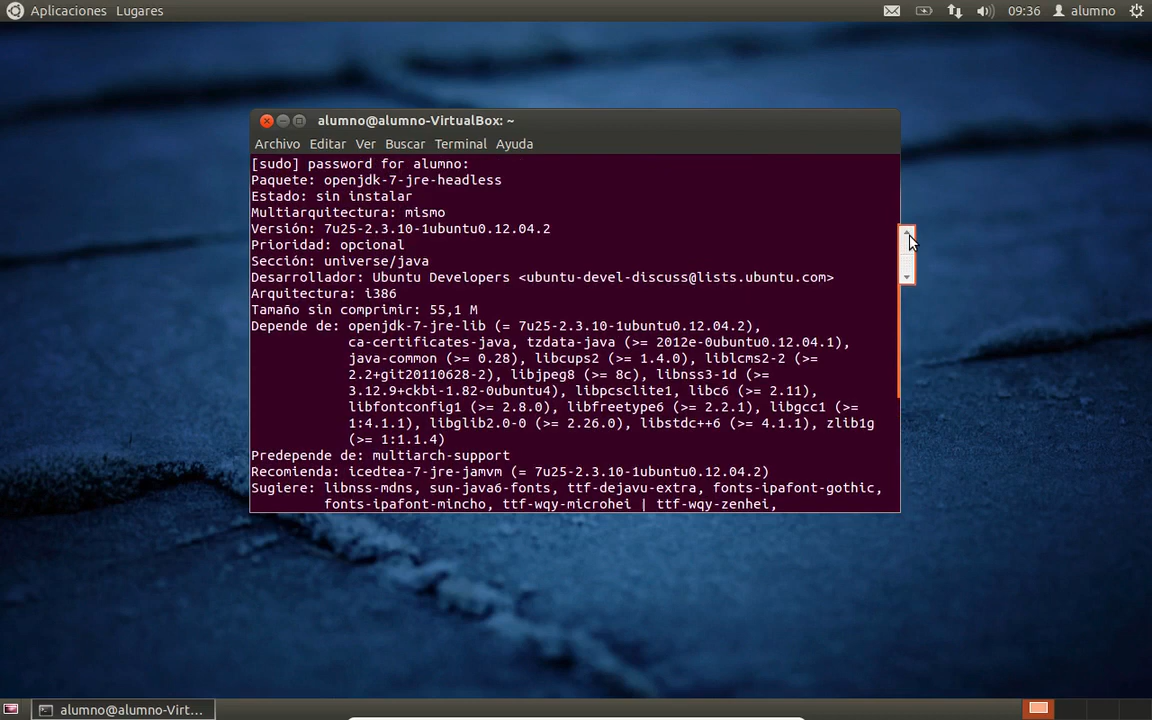 Aplicaciones Lugares 09:36 alumno
alumno@alumno-VirtualBox: ~
Archivo Editar Ver Buscar Terminal Ayuda
[sudo] password for alumno:
Paquete: openjdk-7-jre-headless
Estado: sin instalar
Multiarquitectura: mismo
Versión: 7u25-2.3.10-1ubuntu0.12.04.2
Prioridad: opcional
Sección: universe/java
Desarrollador: Ubuntu Developers <ubuntu-devel-discuss@lists.ubuntu.com>
Arquitectura: i386
Tamaño sin comprimir: 55,1 M
Depende de: openjdk-7-jre-lib (= 7u25-2.3.10-1ubuntu0.12.04.2),
ca-certificates-java, tzdata-java (>= 2012e-0ubuntu0.12.04.1),
java-common (>= 0.28), libcups2 (>= 1.4.0), liblcms2-2 (>=
2.2+git20110628-2), libjpeg8 (>= 8c), libnss3-1d (>=
3.12.9+ckbi-1.82-0ubuntu4), libpcsclite1, libc6 (>= 2.11),
libfontconfig1 (>= 2.8.0), libfreetype6 (>= 2.2.1), libgcc1 (>=
1:4.1.1), libglib2.0-0 (>= 2.26.0), libstdc++6 (>= 4.1.1), zlib1g
(>= 1:1.1.4)
Predepende de: multiarch-support
Recomienda: icedtea-7-jre-jamvm (= 7u25-2.3.10-1ubuntu0.12.04.2)
Sugiere: libnss-mdns, sun-java6-fonts, ttf-dejavu-extra, fonts-ipafont-gothic,
fonts-ipafont-mincho, ttf-wqy-microhei | ttf-wqy-zenhei,
alumno@alumno-Virt...